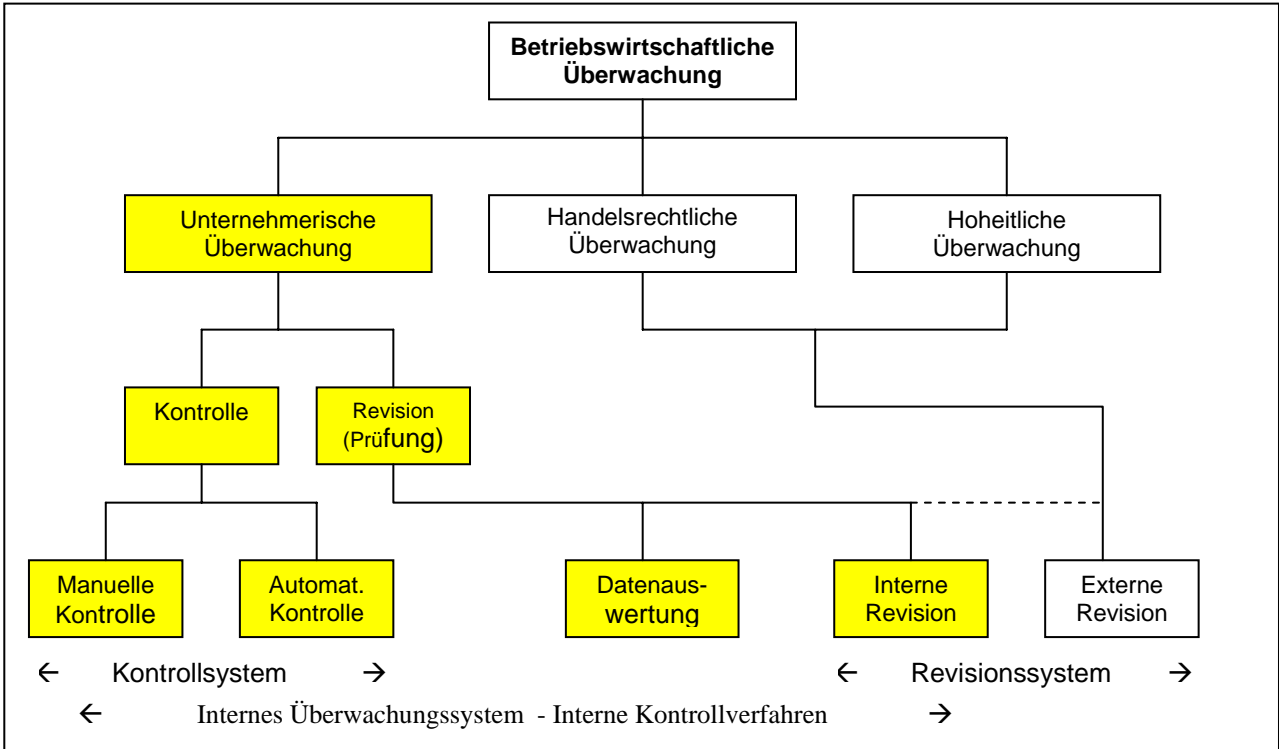 Betriebswirtschaftliche
Überwachung
Unternehmerische
Überwachung
Handelsrechtliche
Überwachung
Hoheitliche
Überwachung
Kontrolle
Revision
(Prüfung)
Manuelle
Kontrolle
Automat.
Kontrolle
Datenaus-
wertung
Interne
Revision
Externe
Revision
← Kontrollsystem →
← Revisionssystem →
← Internes Überwachungssystem - Interne Kontrollverfahren →